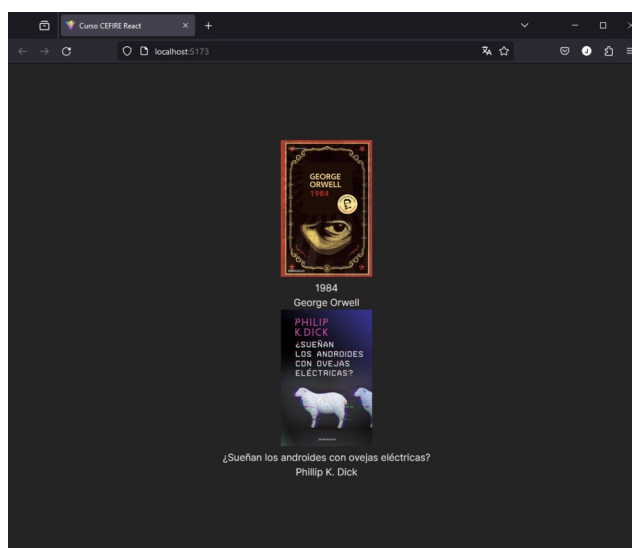 Curso CEFIRE React
localhost:5173
GEORGE
ORWELL
1984
1984
George Orwell
PHILIP
K.DICK
¿SUEÑAN
LOS ANDROIDES
CON OVEJAS
ELÉCTRICAS?
¿Sueñan los androides con ovejas eléctricas?
Phillip K. Dick